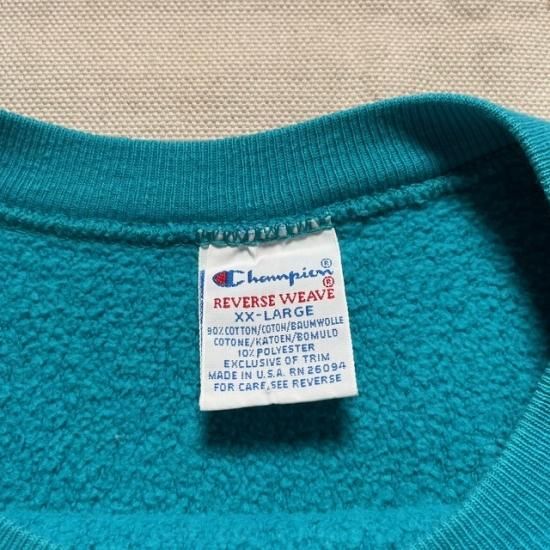 Champion®
REVERSE WEAVE®
XX-LARGE
90% COTTON/COTON/BAUMWOLLE
COTONE/KATOEN/BOMULD
10% POLYESTER
EXCLUSIVE OF TRIM
MADE IN U.S.A. RN 26094
FOR CARE, SEE REVERSE